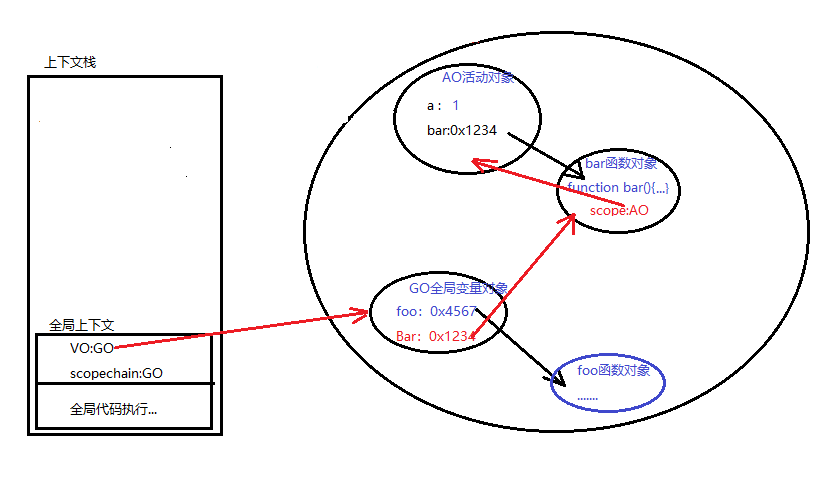 上下文栈
全局上下文
VO:GO
scopechain:GO
全局代码执行...
AO活动对象
a： 1
bar:0x1234
bar函数对象
function bar(){...}
scope:AO
GO全局变量对象
foo：0x4567
Bar：0x1234
foo函数对象
.......